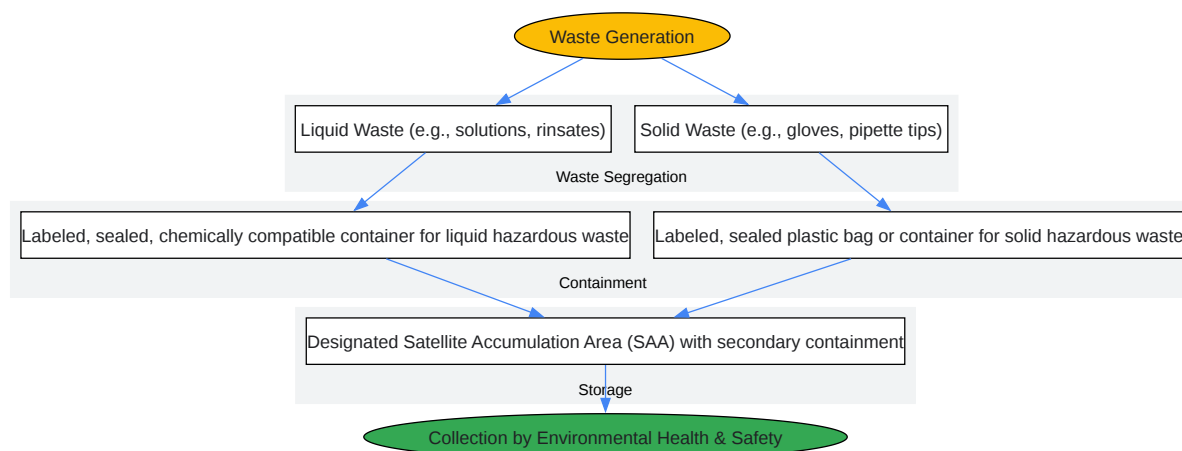 Waste Generation
Liquid Waste (e.g., solutions, rinsates)
Solid Waste (e.g., gloves, pipette tips)
Waste Segregation
Labeled, sealed, chemically compatible container for liquid hazardous waste
Labeled, sealed plastic bag or container for solid hazardous waste
Containment
Designated Satellite Accumulation Area (SAA) with secondary containment
Storage
Collection by Environmental Health & Safety